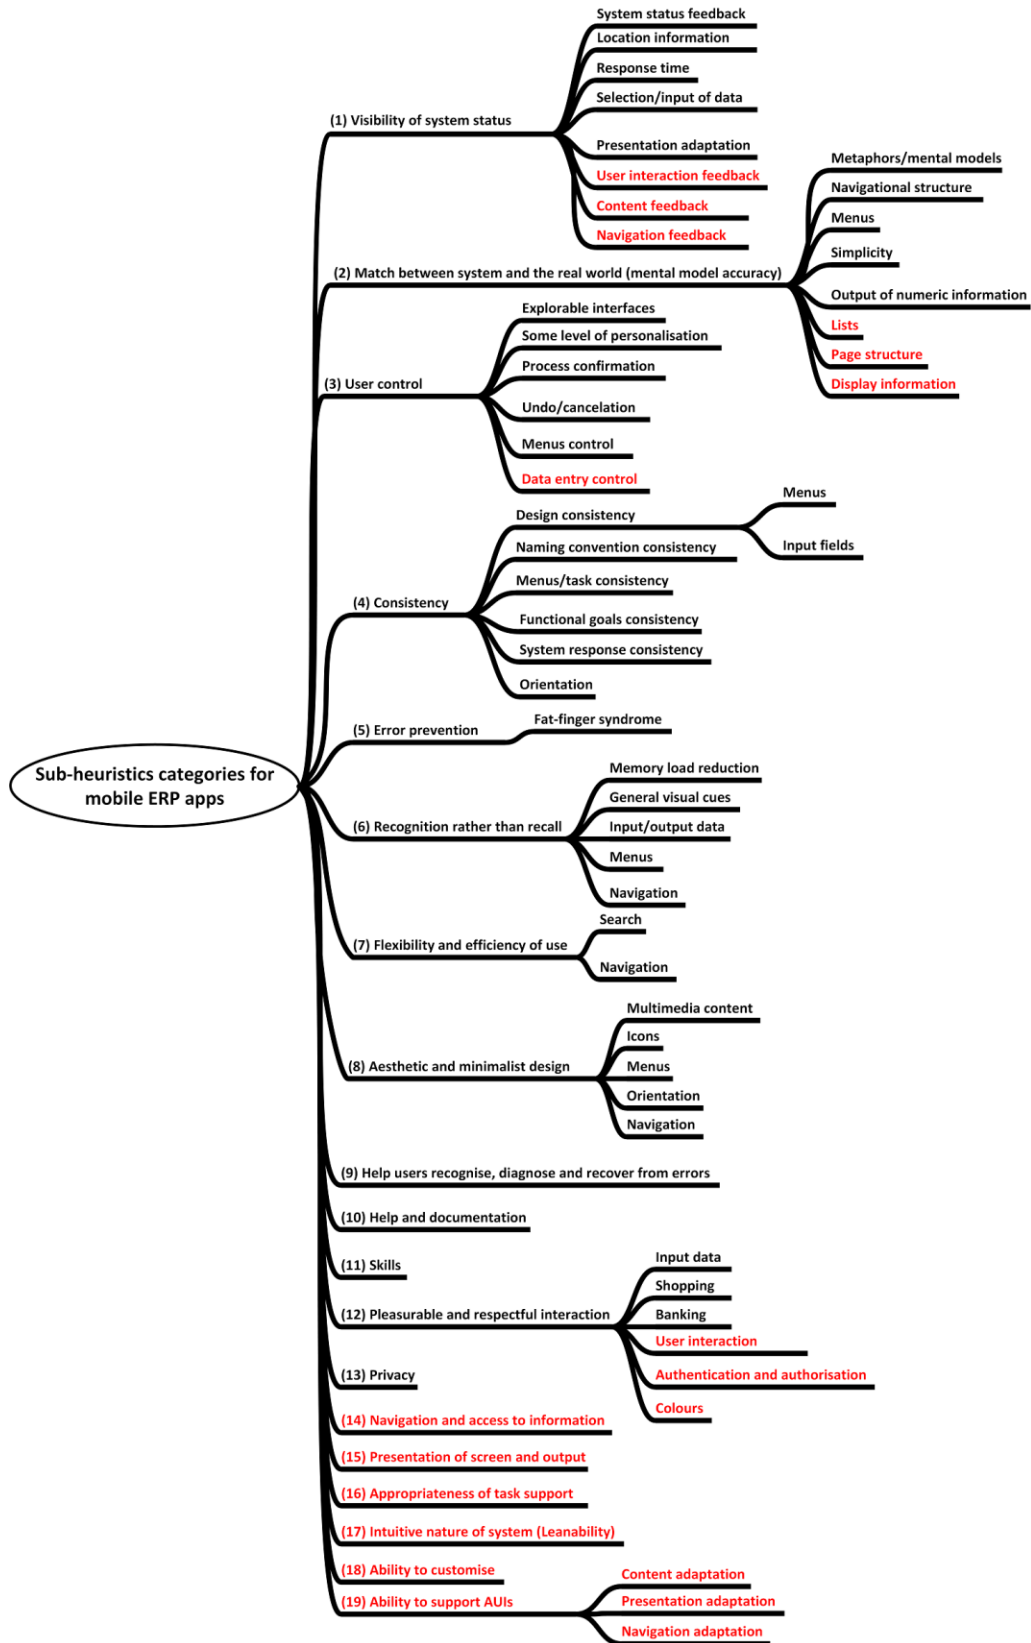 Sub-heuristics categories for
mobile ERP apps
(1) Visibility of system status
System status feedback
Location information
Response time
Selection/input of data
Presentation adaptation
User interaction feedback
Content feedback
Navigation feedback
(2) Match between system and the real world (mental model accuracy)
Metaphors/mental models
Navigational structure
Menus
Simplicity
Output of numeric information
Lists
Page structure
Display information
(3) User control
Explorable interfaces
Some level of personalisation
Process confirmation
Undo/cancelation
Menus control
Data entry control
(4) Consistency
Design consistency
Menus
Input fields
Naming convention consistency
Menus/task consistency
Functional goals consistency
System response consistency
Orientation
(5) Error prevention
Fat-finger syndrome
(6) Recognition rather than recall
Memory load reduction
General visual cues
Input/output data
Menus
Navigation
(7) Flexibility and efficiency of use
Search
Navigation
(8) Aesthetic and minimalist design
Multimedia content
Icons
Menus
Orientation
Navigation
(9) Help users recognise, diagnose and recover from errors
(10) Help and documentation
(11) Skills
(12) Pleasurable and respectful interaction
Input data
Shopping
Banking
User interaction
Authentication and authorisation
Colours
(13) Privacy
(14) Navigation and access to information
(15) Presentation of screen and output
(16) Appropriateness of task support
(17) Intuitive nature of system (Leanability)
(18) Ability to customise
(19) Ability to support AUIs
Content adaptation
Presentation adaptation
Navigation adaptation